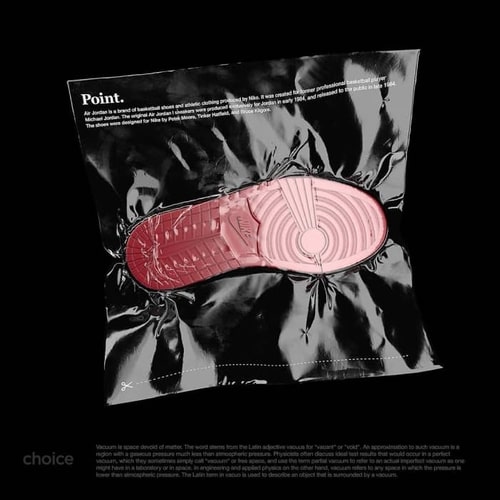 Point.
Air Jordan is a brand of basketball shoes and athletic clothing produced by Nike. It was created for former professional basketball player
Michael Jordan. The original Air Jordan I sneakers were produced exclusively for Jordan in early 1984, and released to the public in late 1984.
The shoes were designed for Nike by Peter Moore, Tinker Hatfield, and Bruce Kilgore.
choice
Vacuum is space devoid of matter. The word stems from the Latin adjective vacuus for "vacant" or "void". An approximation to such vacuum is a
region with a gaseous pressure much less than atmospheric pressure. Physicists often discuss ideal test results that would occur in a perfect
vacuum, which they sometimes simply call "vacuum" or free space, and use the term partial vacuum to refer to an actual imperfect vacuum as one
might have in a laboratory or in space. In engineering and applied physics on the other hand, vacuum refers to any space in which the pressure is
lower than atmospheric pressure. The Latin term in vacuo is used to describe an object that is surrounded by a vacuum.